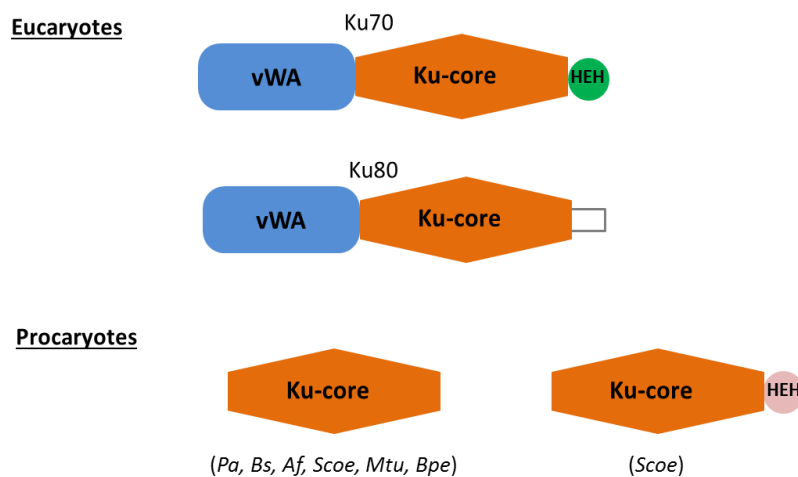 Eucaryotes
Ku70
vWA Ku-core HEH
Ku80
vWA Ku-core
Procaryotes
Ku-core Ku-core HEH
(Pa, Bs, Af, Scoe, Mtu, Bpe) (Scoe)